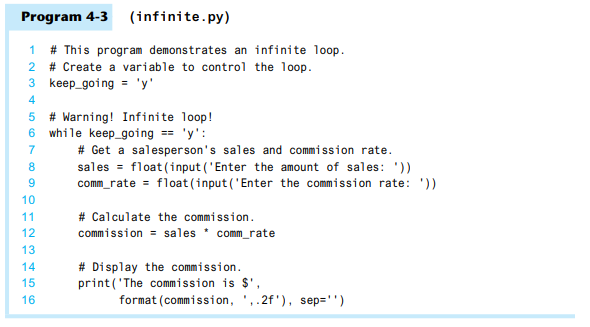 Program 4-3 (infinite.py)
1 # This program demonstrates an infinite loop.
2 # Create a variable to control the loop.
3 keep_going = 'y'
4
5 # Warning! Infinite loop!
6 while keep_going == 'y':
7     # Get a salesperson's sales and commission rate.
8     sales = float(input('Enter the amount of sales: '))
9     comm_rate = float(input('Enter the commission rate: '))
10
11     # Calculate the commission.
12     commission = sales * comm_rate
13
14     # Display the commission.
15     print('The commission is $',
16           format(commission, ',.2f'), sep='')